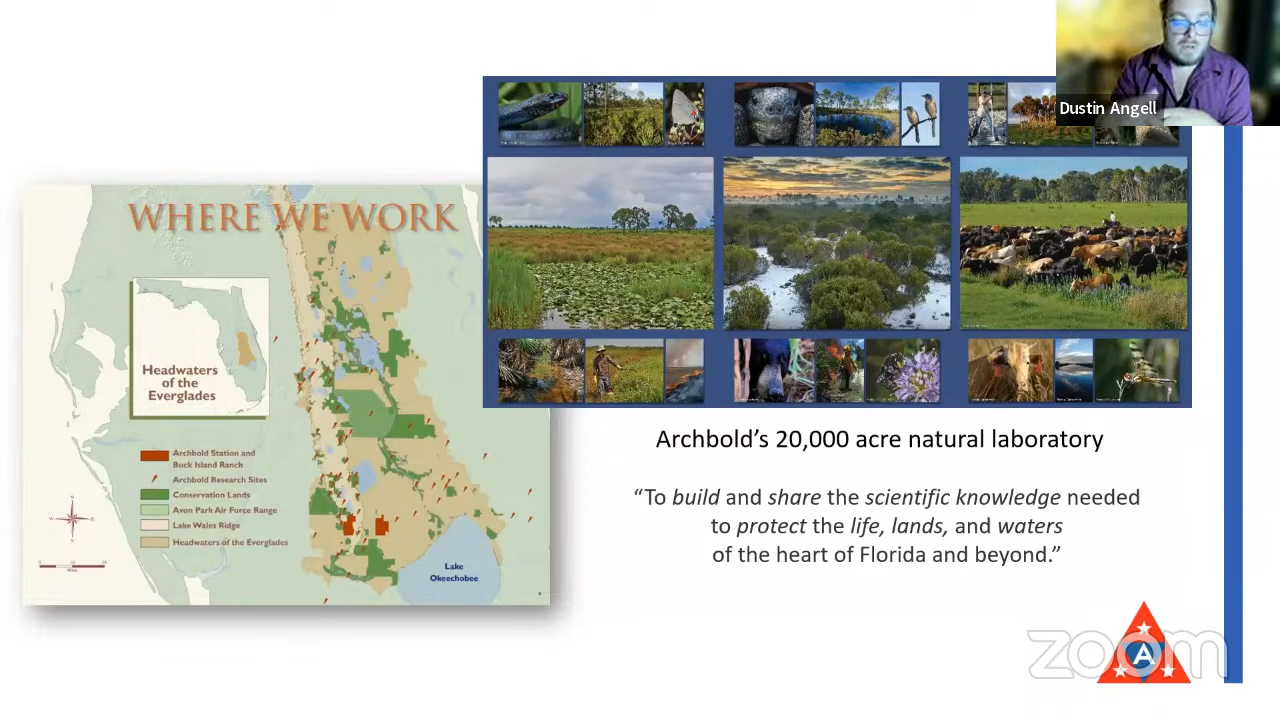 Dustin Angell
WHERE WE WORK
Headwaters
of the
Everglades
Archbold Station and
Buck Island Ranch
Archbold Research Sites
Conservation Lands
Avon Park Air Force Range
Lake Wales Ridge
Headwaters of the Everglades
Lake
Okeechobee
Archbold's 20,000 acre natural laboratory
“To build and share the scientific knowledge needed
to protect the life, lands, and waters
of the heart of Florida and beyond.”
A
zoom